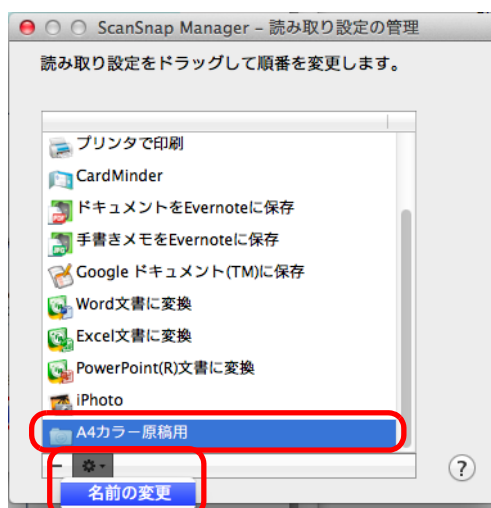 ScanSnap Manager – 読み取り設定の管理
読み取り設定をドラッグして順番を変更します。
プリンタで印刷
CardMinder
ドキュメントをEvernoteに保存
手書きメモをEvernoteに保存
Google ドキュメント(TM)に保存
Word文書に変換
Excel文書に変換
PowerPoint(R)文書に変換
iPhoto
A4カラー原稿用
?
名前の変更